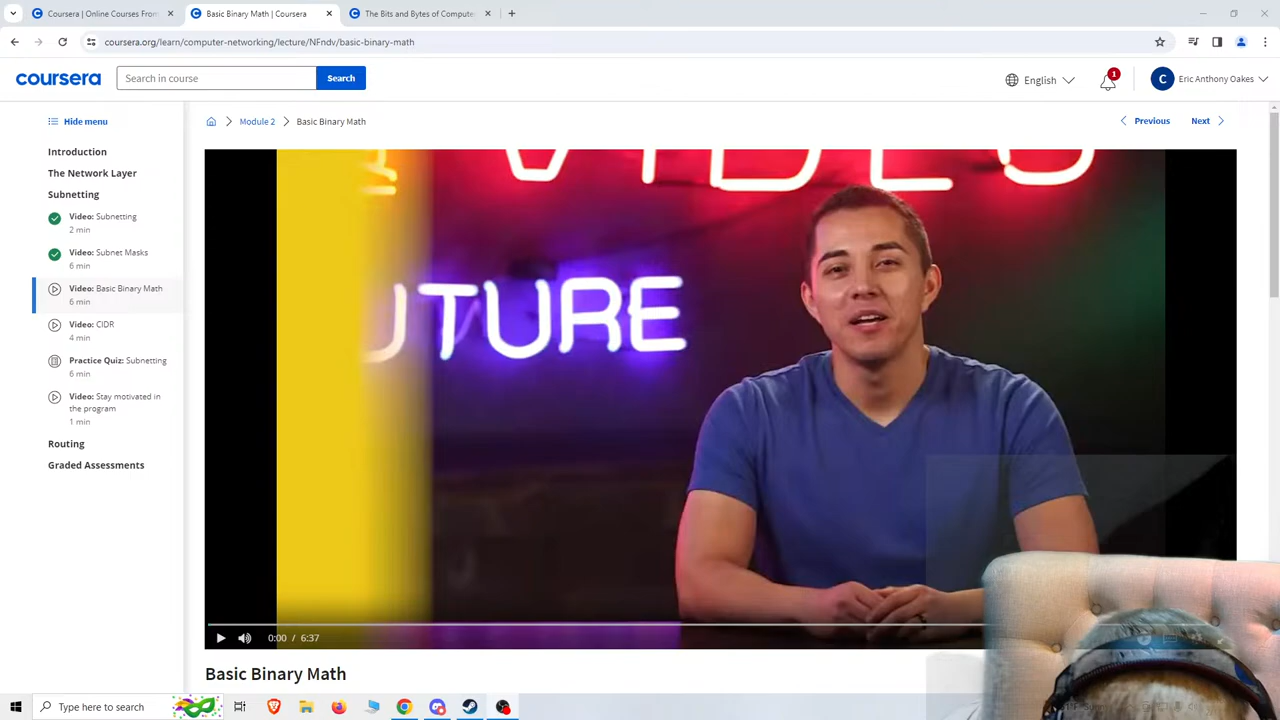 Coursera | Online Courses From
Basic Binary Math | Coursera
The Bits and Bytes of Compute
coursera.org/learn/computer-networking/lecture/NFndv/basic-binary-math
coursera
Search in course
Search
English
1
C
Eric Anthony Oakes
Hide menu
Module 2
Basic Binary Math
Previous
Next
Introduction
The Network Layer
Subnetting
Video: Subnetting
2 min
Video: Subnet Masks
6 min
Video: Basic Binary Math
6 min
Video: CIDR
4 min
Practice Quiz: Subnetting
6 min
Video: Stay motivated in
the program
1 min
Routing
Graded Assessments
UTURE
0:00 / 6:37
Basic Binary Math
Type here to search